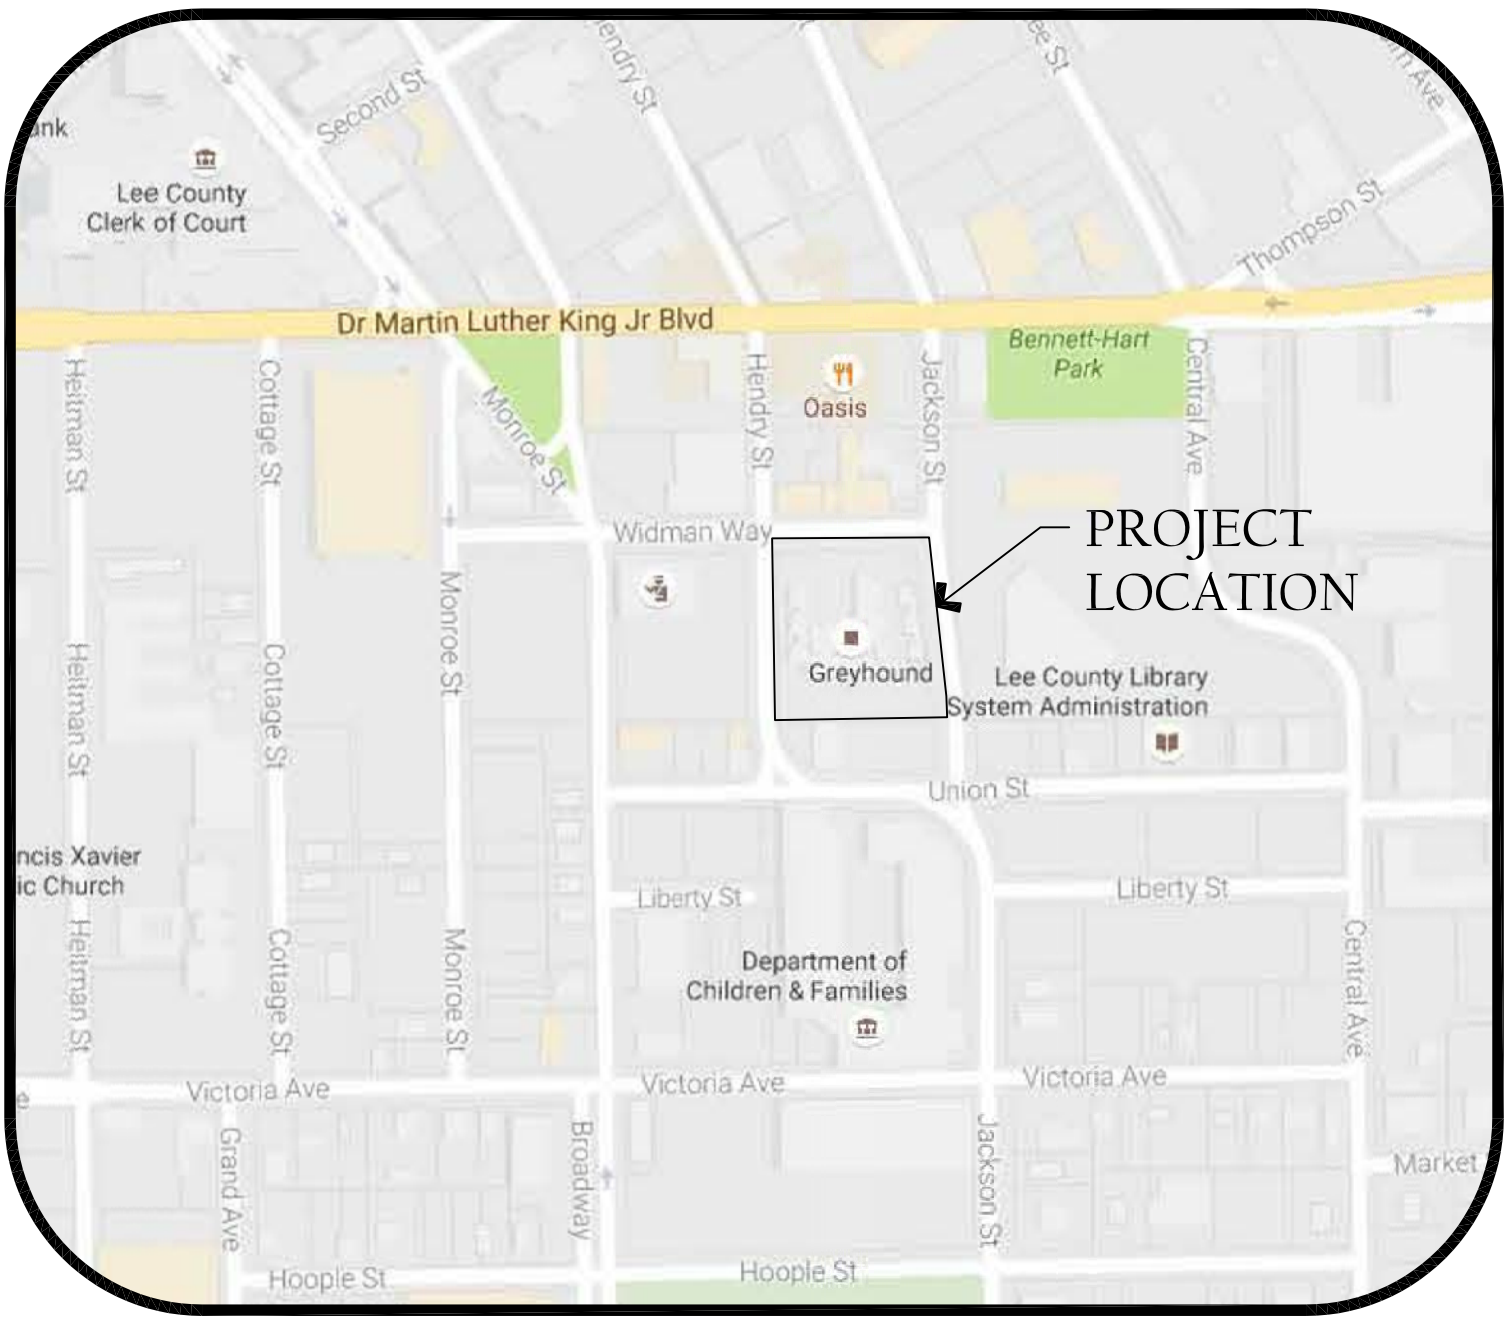 Second St
endry St
ee St
m Ave
ank
Lee County
Clerk of Court
Thompson St
Dr Martin Luther King Jr Blvd
Bennett-Hart
Park
Heitman St
Cottage St
Monroe St
Hendry St
Oasis
Jackson St
Central Ave
Widman Way
PROJECT
LOCATION
Monroe St
Heitman St
Cottage St
Greyhound
Lee County Library
System Administration
Union St
ncis Xavier
ic Church
Liberty St
Liberty St
Heitman St
Cottage St
Monroe St
Department of
Children & Families
Central Ave
Victoria Ave
Victoria Ave
Victoria Ave
Grand Ave
Broadway
Jackson St
Market
Hoople St
Hoople St